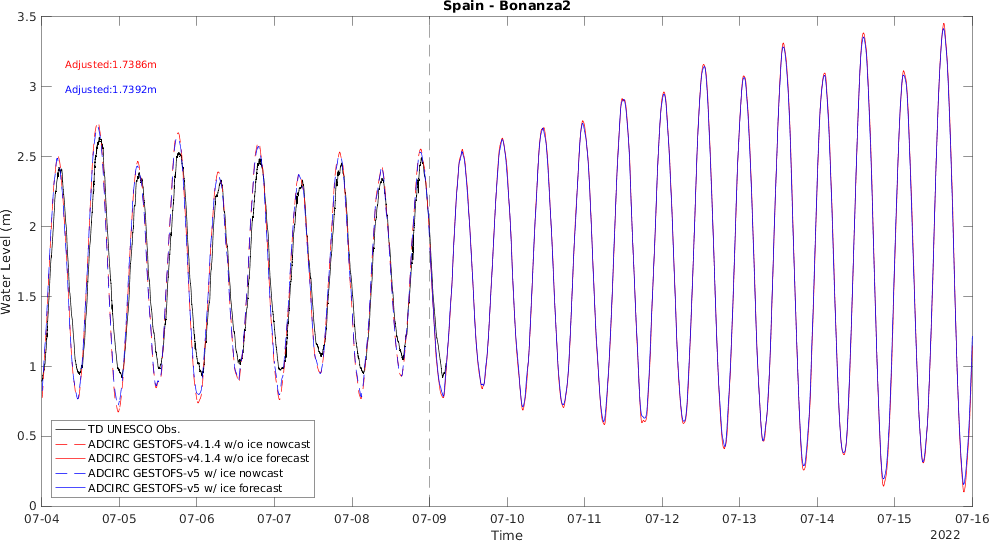 Spain - Bonanza2
3.5
3
2.5
2
1.5
1
0.5
0
Water Level (m)
Adjusted:1.7386m
Adjusted:1.7392m
TD UNESCO Obs.
ADCIRC GESTOFS-v4.1.4 w/o ice nowcast
ADCIRC GESTOFS-v4.1.4 w/o ice forecast
ADCIRC GESTOFS-v5 w/ ice nowcast
ADCIRC GESTOFS-v5 w/ ice forecast
07-04 07-05 07-06 07-07 07-08 07-09 07-10 07-11 07-12 07-13 07-14 07-15 07-16
Time
2022